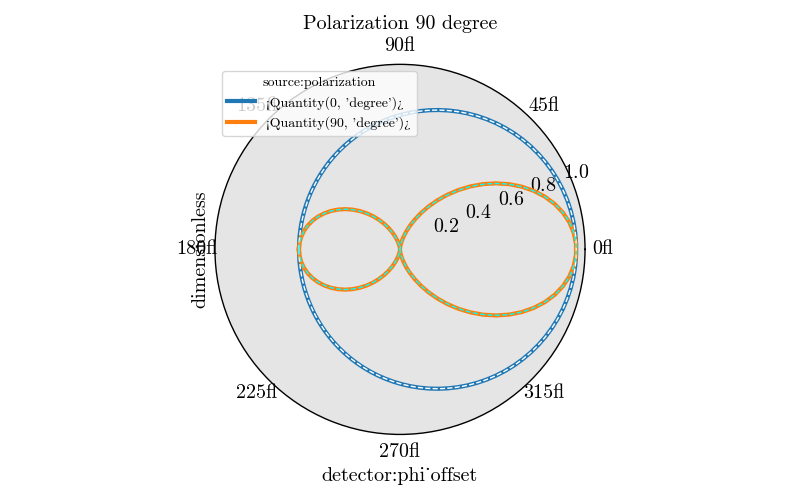 Polarization 90 degree
90fl
source:polarization
135fl
45fl
¡Quantity(0, 'degree')¿
¡Quantity(90, 'degree')¿
1.0
0.8
0.6
0.4
0.2
180fl
0fl
dimensionless
225fl
315fl
270fl
detector:phi˙offset